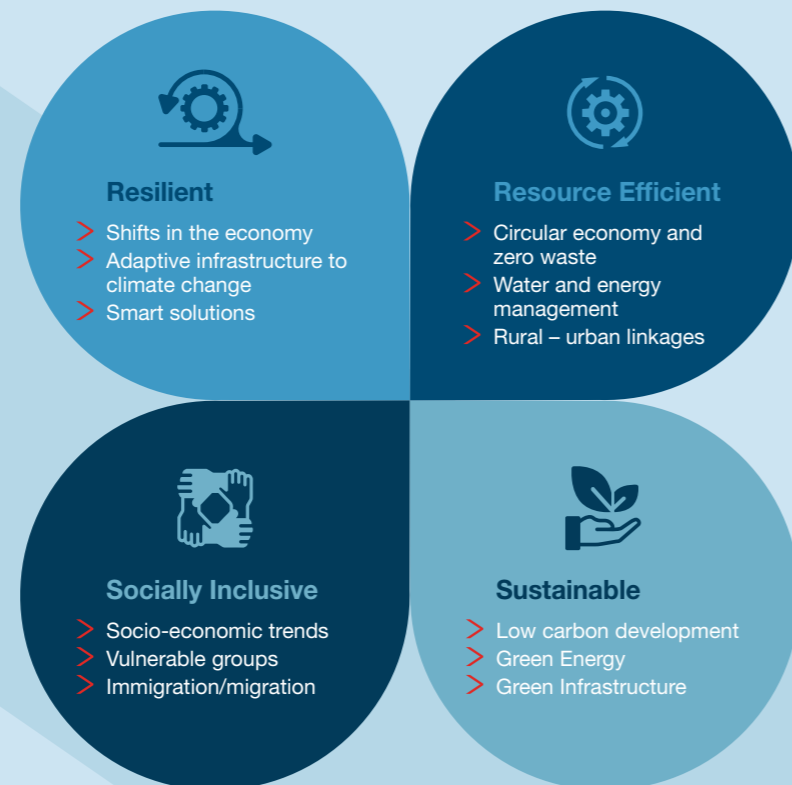 Resilient
Shifts in the economy
Adaptive infrastructure to
climate change
Smart solutions
Resource Efficient
Circular economy and
zero waste
Water and energy
management
Rural – urban linkages
Socially Inclusive
Socio-economic trends
Vulnerable groups
Immigration/migration
Sustainable
Low carbon development
Green Energy
Green Infrastructure